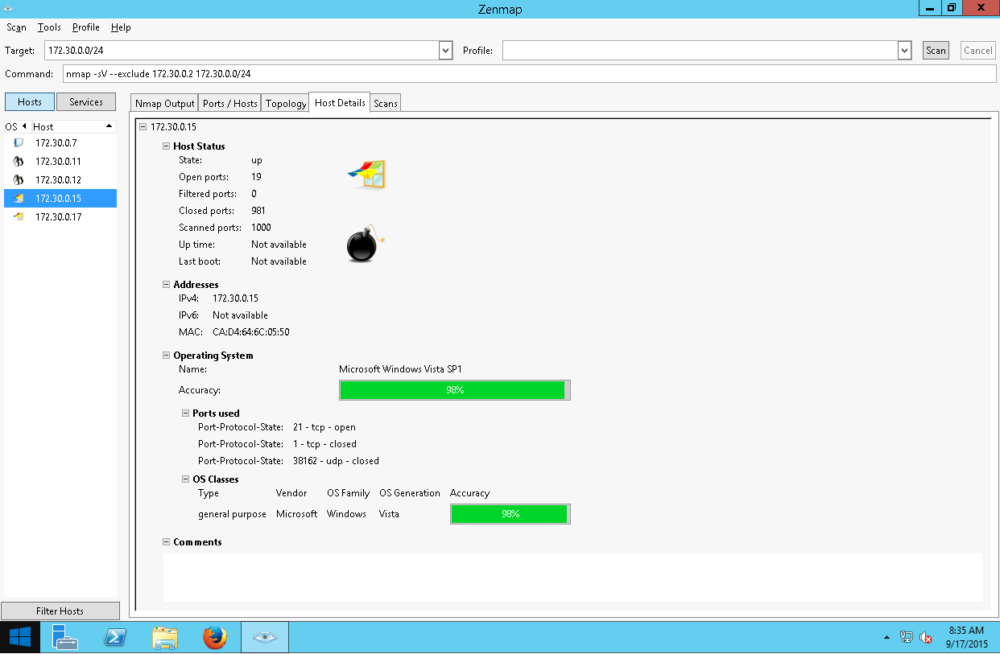 Zenmap
Scan Tools Profile Help
Target: 172.30.0.0/24 Profile: Scan Cancel
Command: nmap -sV --exclude 172.30.0.2 172.30.0.0/24
Hosts Services
Nmap Output Ports / Hosts Topology Host Details Scans
OS Host
172.30.0.7
172.30.0.11
172.30.0.12
172.30.0.15
172.30.0.17
Filter Hosts
172.30.0.15
Host Status
State: up
Open ports: 19
Filtered ports: 0
Closed ports: 981
Scanned ports: 1000
Up time: Not available
Last boot: Not available
Addresses
IPv4: 172.30.0.15
IPv6: Not available
MAC: CA:D4:64:6C:05:50
Operating System
Name: Microsoft Windows Vista SP1
Accuracy: 98%
Ports used
Port-Protocol-State: 21 - tcp - open
Port-Protocol-State: 1 - tcp - closed
Port-Protocol-State: 38162 - udp - closed
OS Classes
Type Vendor OS Family OS Generation Accuracy
general purpose Microsoft Windows Vista 98%
Comments
8:35 AM
9/17/2015